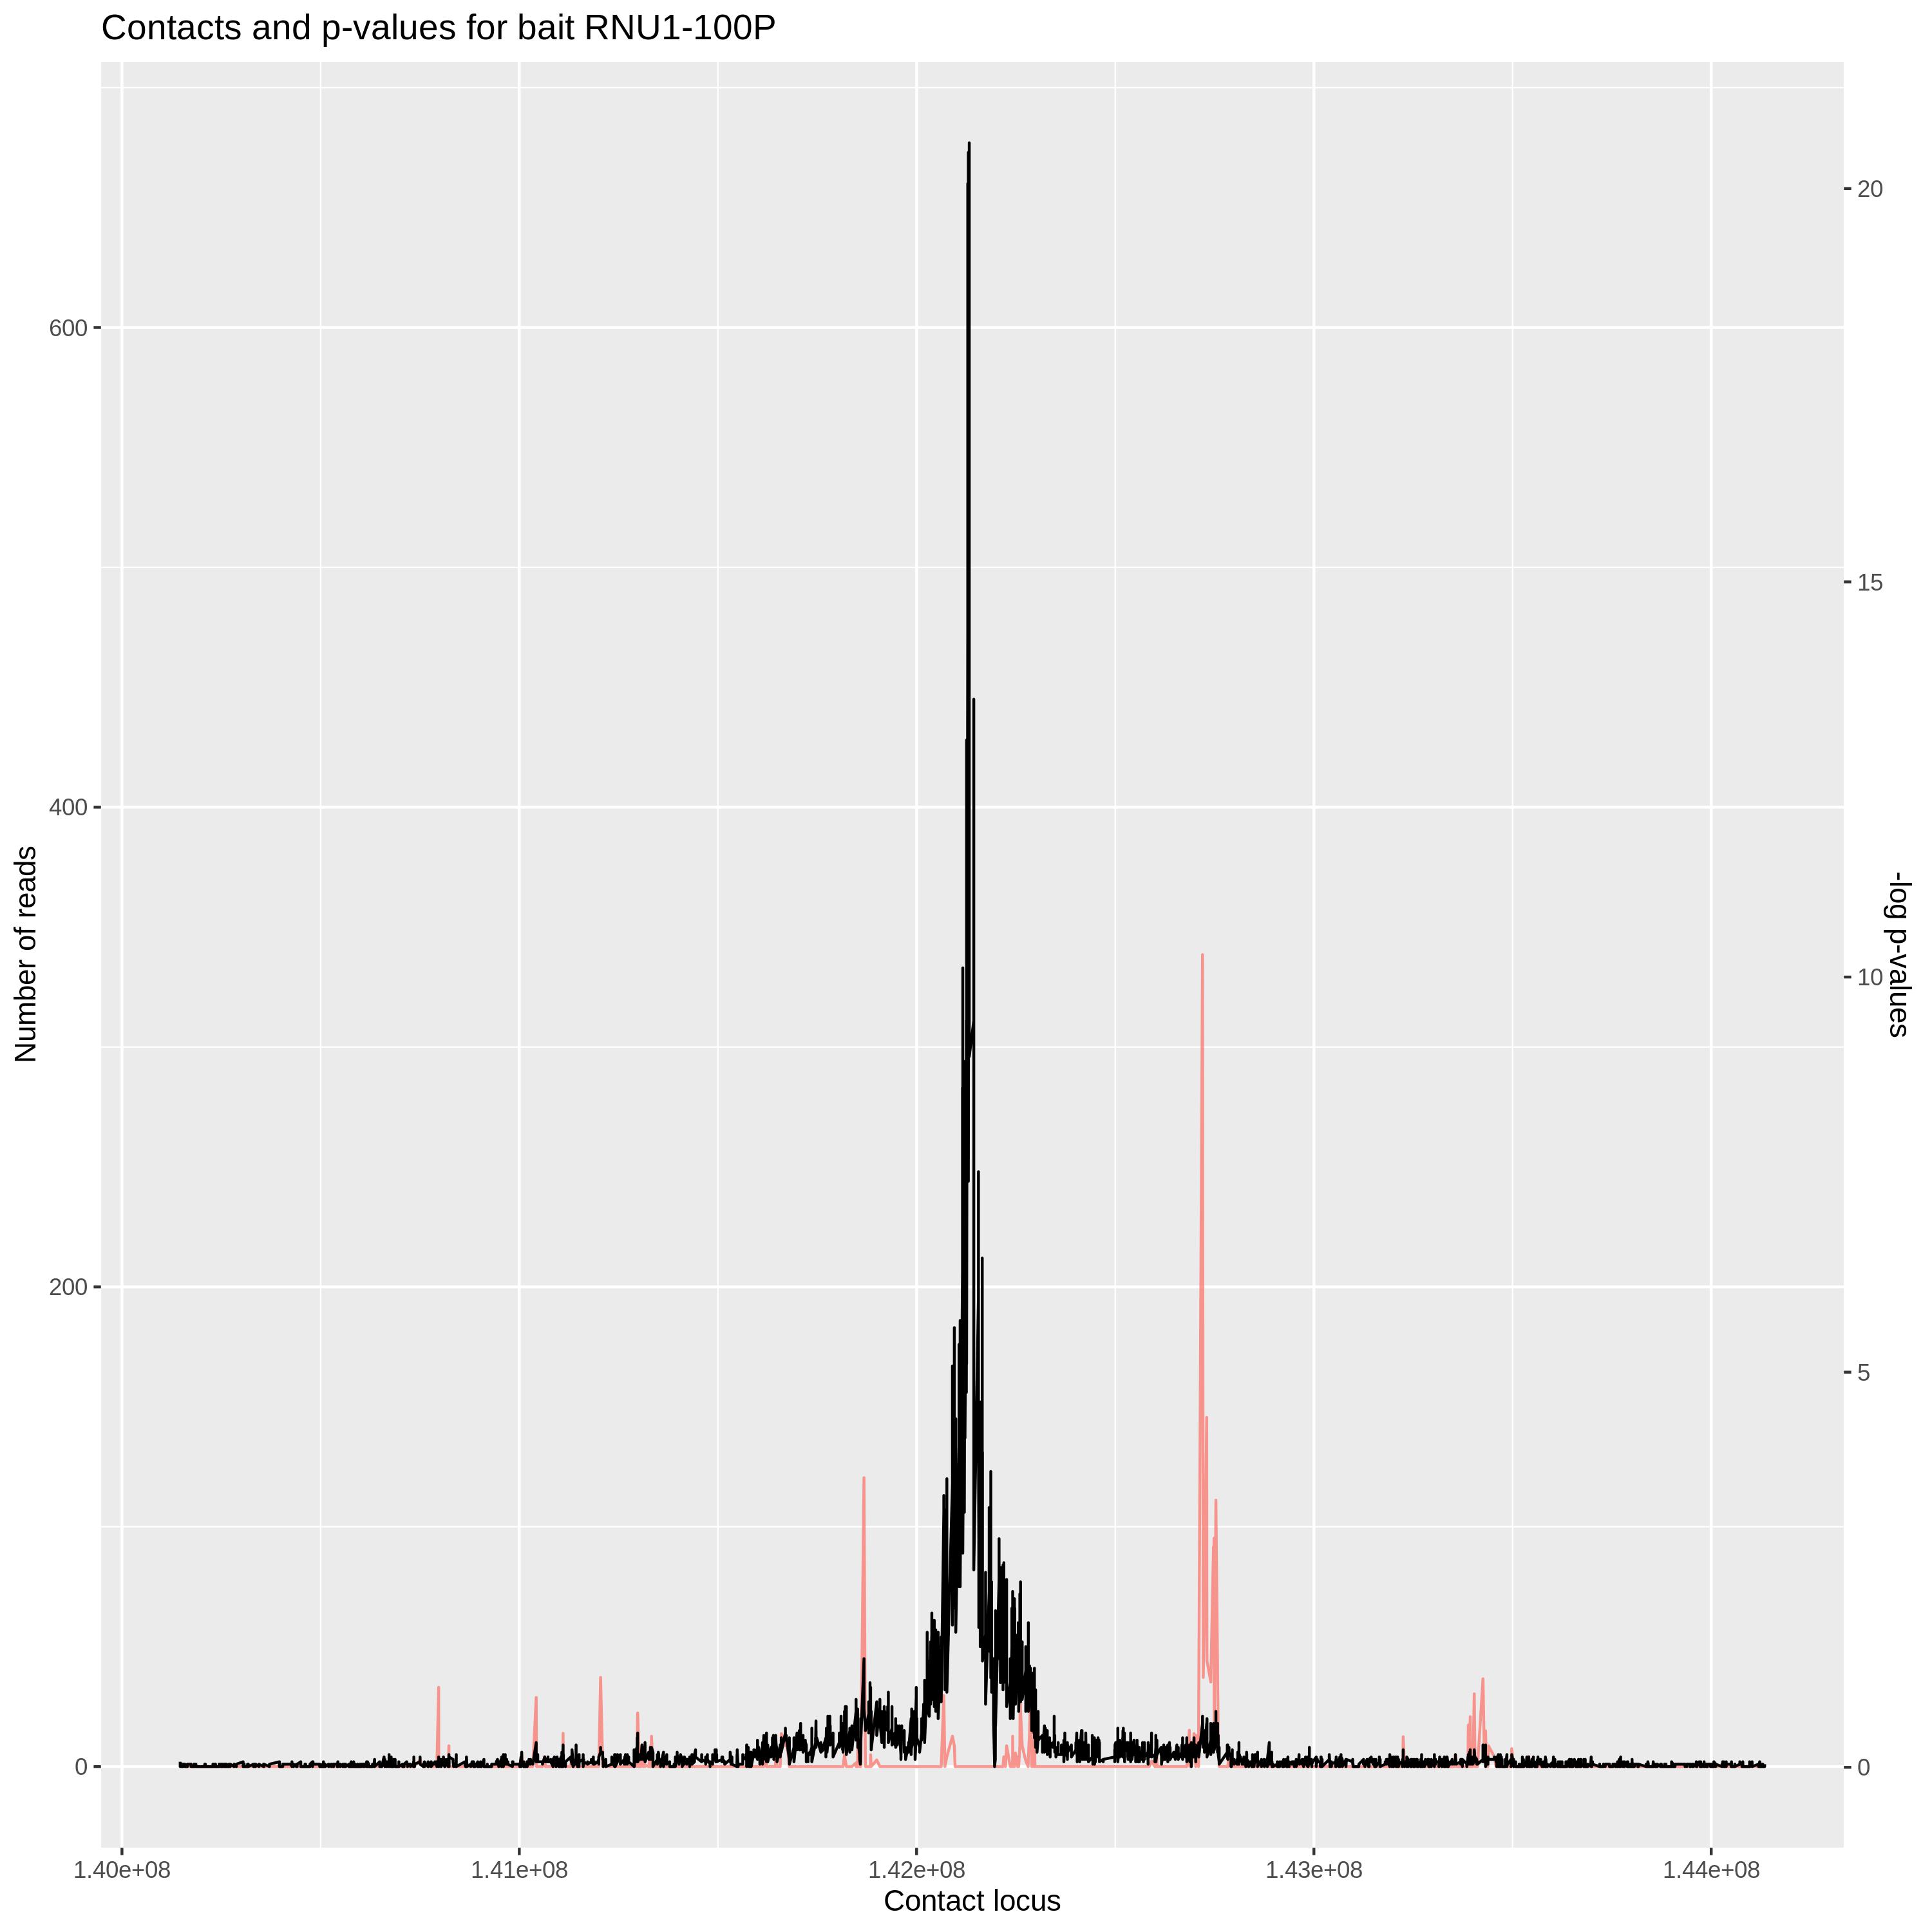 Contacts and p-values for bait RNU1-100P
600
400
200
0
Number of reads
20
15
10
5
0
-log p-values
1.40e+08
1.41e+08
1.42e+08
1.43e+08
1.44e+08
Contact locus